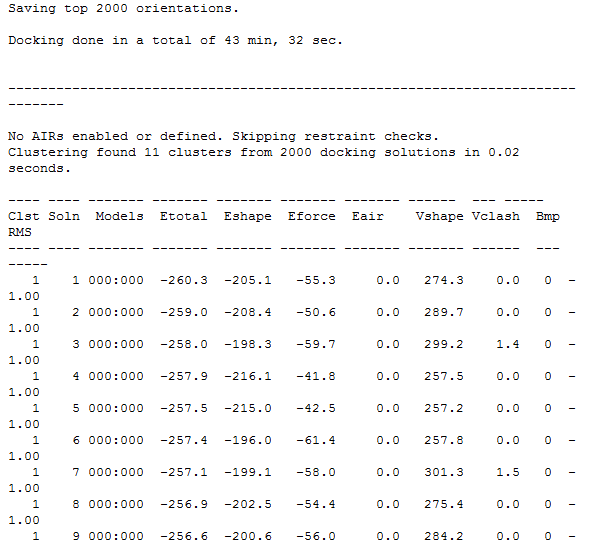 Saving top 2000 orientations.
Docking done in a total of 43 min, 32 sec.
-----------------------------------------------------------------------
-------
No AIRs enabled or defined. Skipping restraint checks.
Clustering found 11 clusters from 2000 docking solutions in 0.02
seconds.
---- ---- ------- ------- ------- ------- ------- ------  --- -----
Clst Soln  Models  Etotal  Eshape  Eforce  Eair    Vshape Vclash  Bmp
RMS
---- ---- ------- ------- ------- ------- ------- ------- ------  ---
-----
   1    1 000:000  -260.3  -205.1   -55.3     0.0   274.3    0.0   0  -
1.00
   1    2 000:000  -259.0  -208.4   -50.6     0.0   289.7    0.0   0  -
1.00
   1    3 000:000  -258.0  -198.3   -59.7     0.0   299.2    1.4   0  -
1.00
   1    4 000:000  -257.9  -216.1   -41.8     0.0   257.5    0.0   0  -
1.00
   1    5 000:000  -257.5  -215.0   -42.5     0.0   257.2    0.0   0  -
1.00
   1    6 000:000  -257.4  -196.0   -61.4     0.0   257.8    0.0   0  -
1.00
   1    7 000:000  -257.1  -199.1   -58.0     0.0   301.3    1.5   0  -
1.00
   1    8 000:000  -256.9  -202.5   -54.4     0.0   275.4    0.0   0  -
1.00
   1    9 000:000  -256.6  -200.6   -56.0     0.0   284.2    0.0   0  -